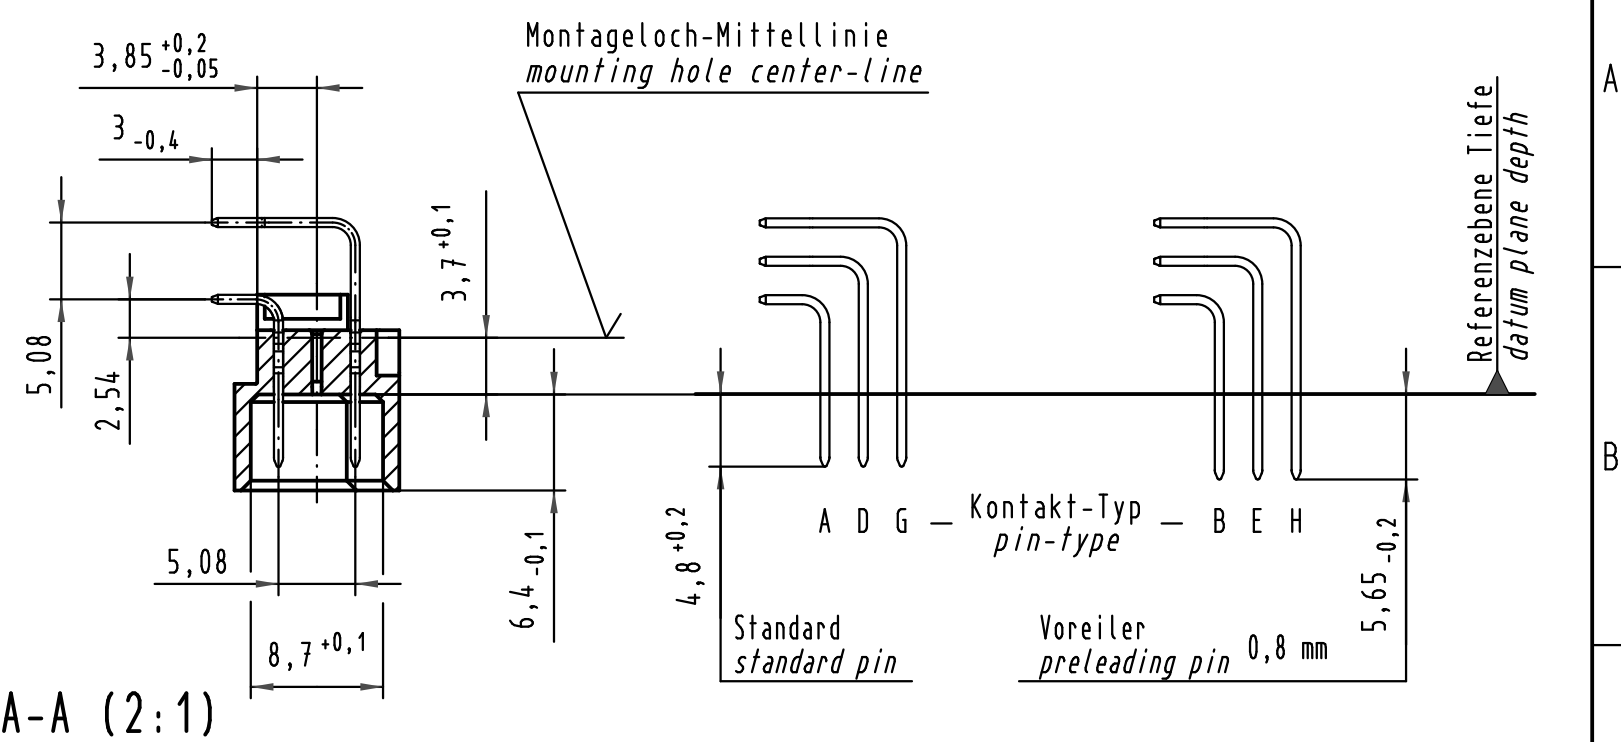 3,85 +0,2 -0,05
3 -0,4
5,08
2,54
5,08
8,7 +0,1
A-A (2:1)
Montageloch-Mittellinie
mounting hole center-line
3,7 +0,1
6,4 -0,1
4,8 +0,2
Standard
standard pin
A D G — Kontakt-Typ — B E H
pin-type
Voreiler
preleading pin 0,8 mm
5,65 -0,2
Referenzebene Tiefe
datum plane depth
A
B